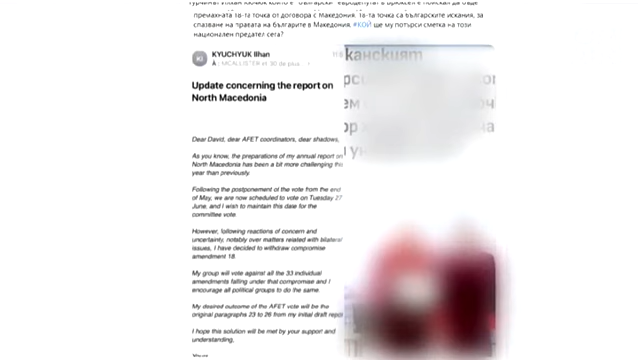 премахната 18-та точка от договора с Македония. 18-та точка са българските искания, за
спазване на правата на българите в Македония. #КОЙ ще му потърси сметка на този
национален предател сега?
KYUCHYUK Ilhan
et 30 de plus
Update concerning the report on
North Macedonia
Dear David, dear AFET coordinators, dear shadows,
As you know, the preparations of my annual report on
North Macedonia has been a bit more challenging this
year than previously.
Following the postponement of the vote from the end
of May, we are now scheduled to vote on Tuesday 27
June, and I wish to maintain this date for the
committee vote.
However, following reactions of concern and
uncertainty, notably over matters related with bilateral
issues, I have decided to withdraw compromise
amendment 18.
My group will vote against all the 33 individual
amendments falling under that compromise and I
encourage all political groups to do the same.
My desired outcome of the AFET vote will be the
original paragraphs 23 to 26 from my initial draft report
I hope this solution will be met by your support and
understanding,
канският